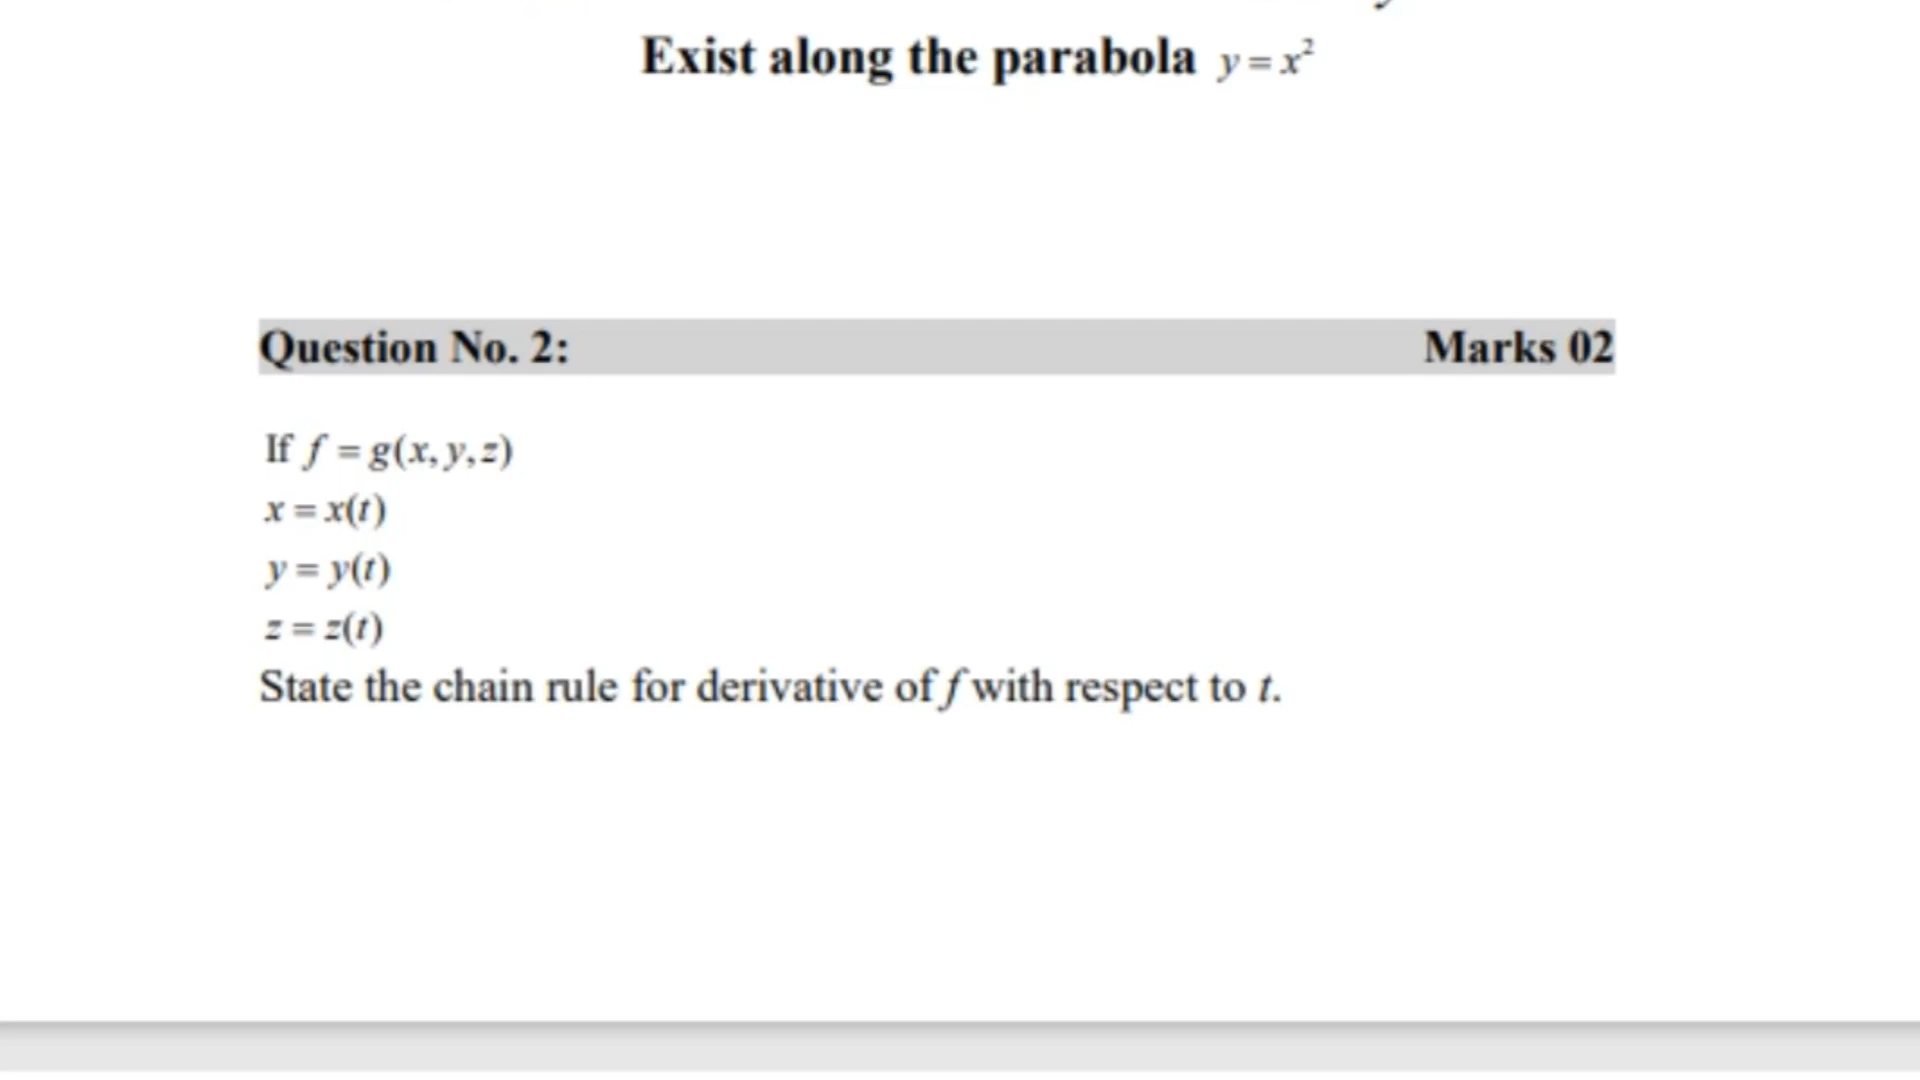 Exist along the parabola y = x²
Question No. 2: Marks 02
If f = g(x, y, z)
x = x(t)
y = y(t)
z = z(t)
State the chain rule for derivative of f with respect to t.